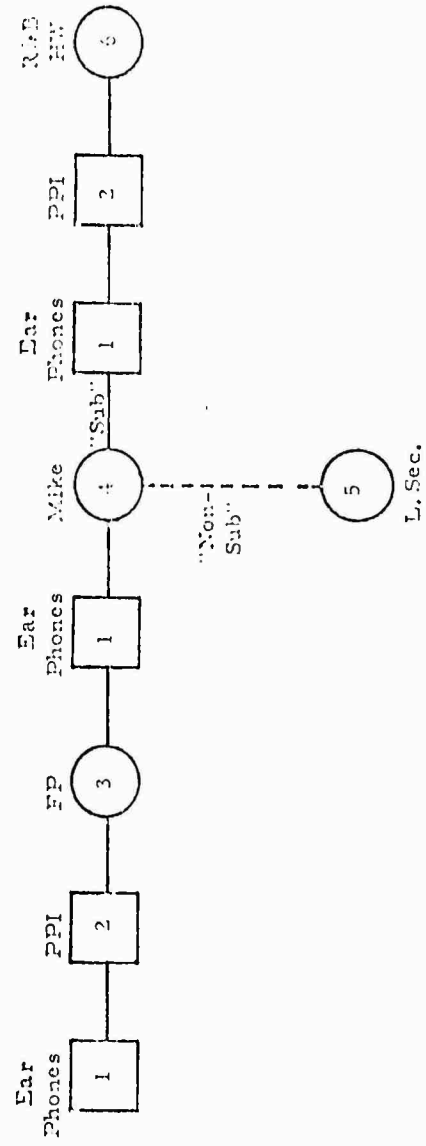 Ear
Phones
1
PPI
2
3
Ear
Phones
1
Mike
4
"Sub"
"Non-
Sub"
5
L. Sec.
Ear
Phones
1
PPI
2
6